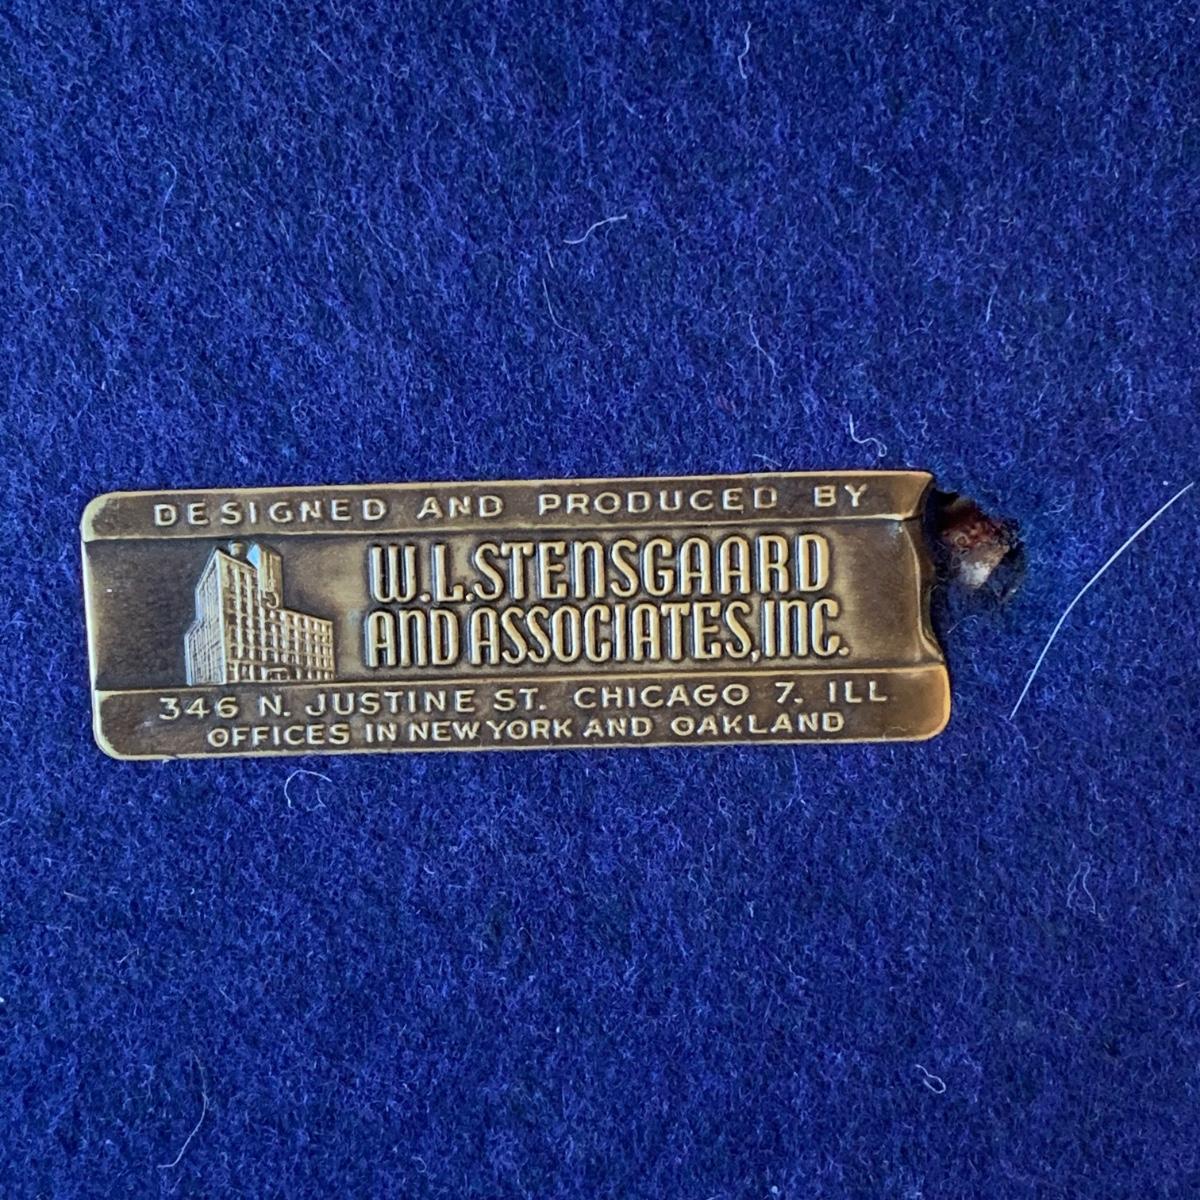 DESIGNED AND PRODUCED BY
W.L.STENSGAARD
AND ASSOCIATES, INC.
346 N. JUSTINE ST. CHICAGO 7. ILL
OFFICES IN NEW YORK AND OAKLAND